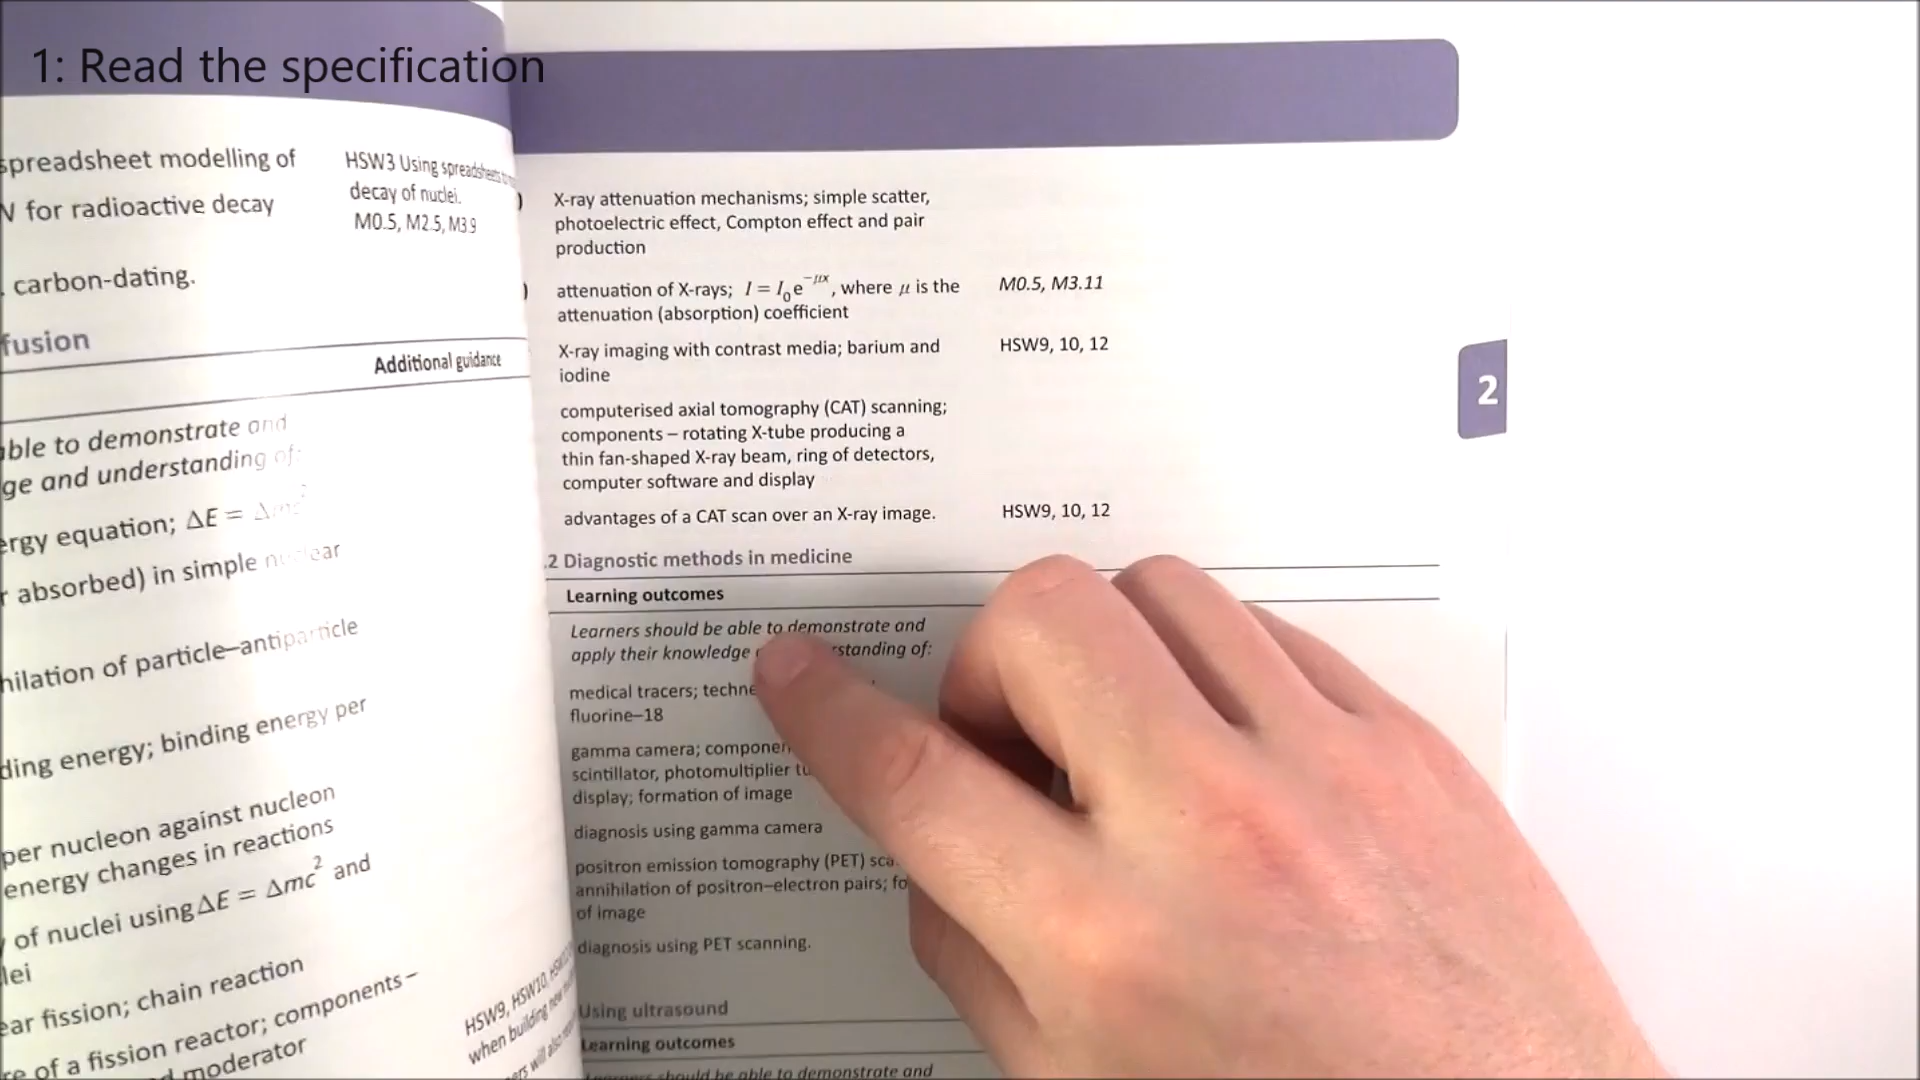 1: Read the specification
spreadsheet modelling of
for radioactive decay
carbon-dating.
fusion
Additional guidance
able to demonstrate and
and understanding of:
equation; ΔE = Δmc²
absorbed) in simple nuclear
of particle–antiparticle
energy; binding energy per
per nucleon against nucleon
energy changes in reactions
of nuclei using ΔE = Δmc² and
fission; chain reaction
of a fission reactor; components –
moderator
HSW3 Using spreadsheets
decay of nuclei.
M0.5, M2.5, M3.9
HSW9, HSW10,
when building new
will also
X-ray attenuation mechanisms; simple scatter,
photoelectric effect, Compton effect and pair
production
attenuation of X-rays; I = I₀e^−μx, where μ is the
attenuation (absorption) coefficient
M0.5, M3.11
X-ray imaging with contrast media; barium and
iodine
HSW9, 10, 12
computerised axial tomography (CAT) scanning;
components – rotating X-tube producing a
thin fan-shaped X-ray beam, ring of detectors,
computer software and display
advantages of a CAT scan over an X-ray image.
HSW9, 10, 12
2
.2 Diagnostic methods in medicine
Learning outcomes
Learners should be able to demonstrate and
apply their knowledge of:
medical tracers;
fluorine–18
gamma camera;
scintillator, photomultiplier
display; formation of image
diagnosis using gamma camera
positron emission tomography (PET)
annihilation of positron–electron pairs;
of image
diagnosis using PET scanning.
Using ultrasound
Learning outcomes
Learners should be able to demonstrate and